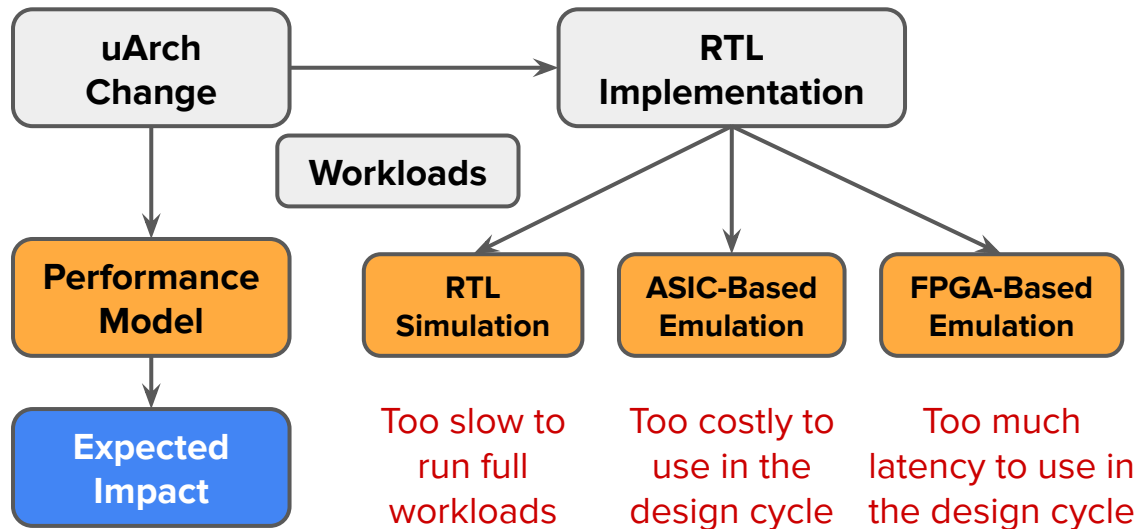 uArch
Change
RTL
Implementation
Workloads
Performance
Model
RTL
Simulation
ASIC-Based
Emulation
FPGA-Based
Emulation
Expected
Impact
Too slow to
run full
workloads
Too costly to
use in the
design cycle
Too much
latency to use in
the design cycle